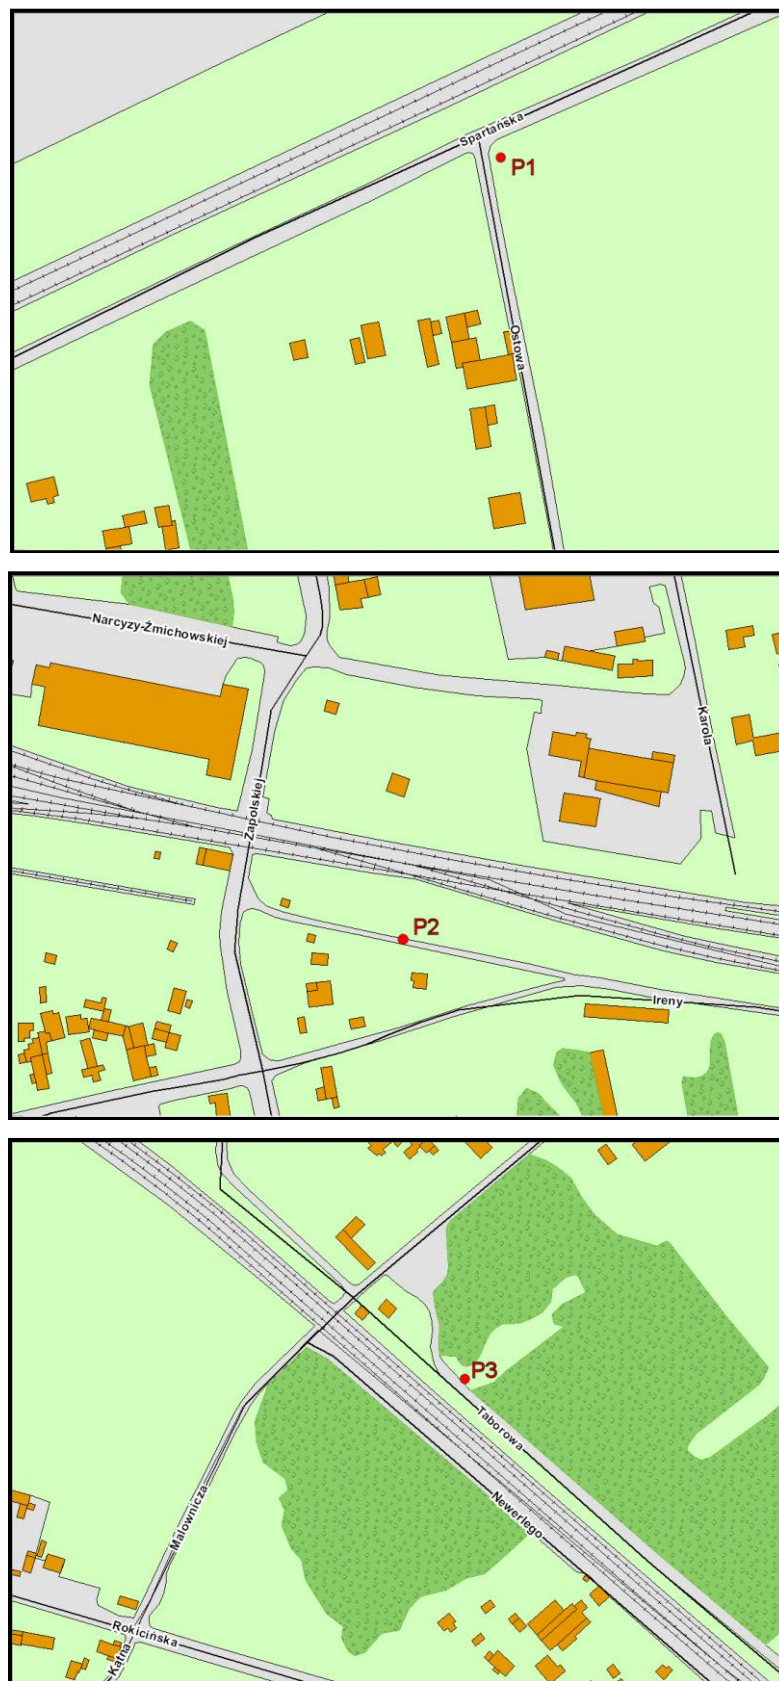 Spartańska
P1
Ostowa
Narcyzy-Żmichowskiej
Karola
Zapolskiej
P2
Ireny
P3
Taborowa
Malownicza
Newerlego
Rokicińska
Kątna